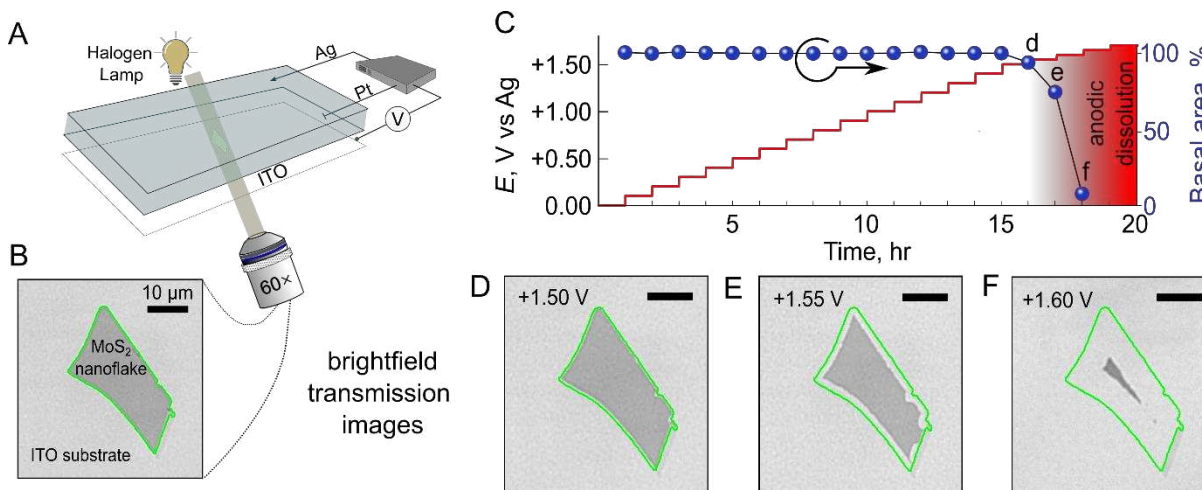 A
Halogen
Lamp
Ag
Pt
V
ITO
60×
B
10 µm
MoS₂
nanoflake
ITO substrate
brightfield
transmission
images
C
E, V vs Ag
+1.50
+1.00
+0.50
0.00
5
10
15
20
Time, hr
100
50
0
Basal area, %
d
e
f
anodic
dissolution
D
+1.50 V
E
+1.55 V
F
+1.60 V